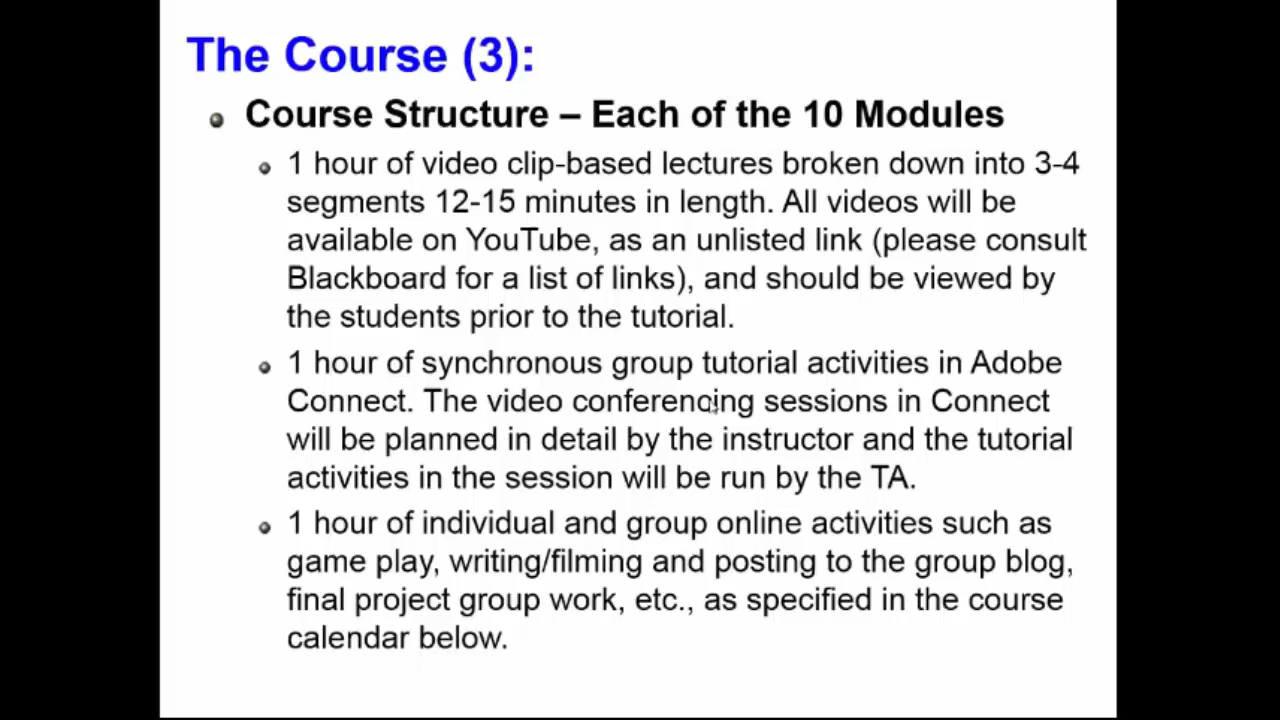 The Course (3):
Course Structure – Each of the 10 Modules
1 hour of video clip-based lectures broken down into 3-4
segments 12-15 minutes in length. All videos will be
available on YouTube, as an unlisted link (please consult
Blackboard for a list of links), and should be viewed by
the students prior to the tutorial.
1 hour of synchronous group tutorial activities in Adobe
Connect. The video conferencing sessions in Connect
will be planned in detail by the instructor and the tutorial
activities in the session will be run by the TA.
1 hour of individual and group online activities such as
game play, writing/filming and posting to the group blog,
final project group work, etc., as specified in the course
calendar below.